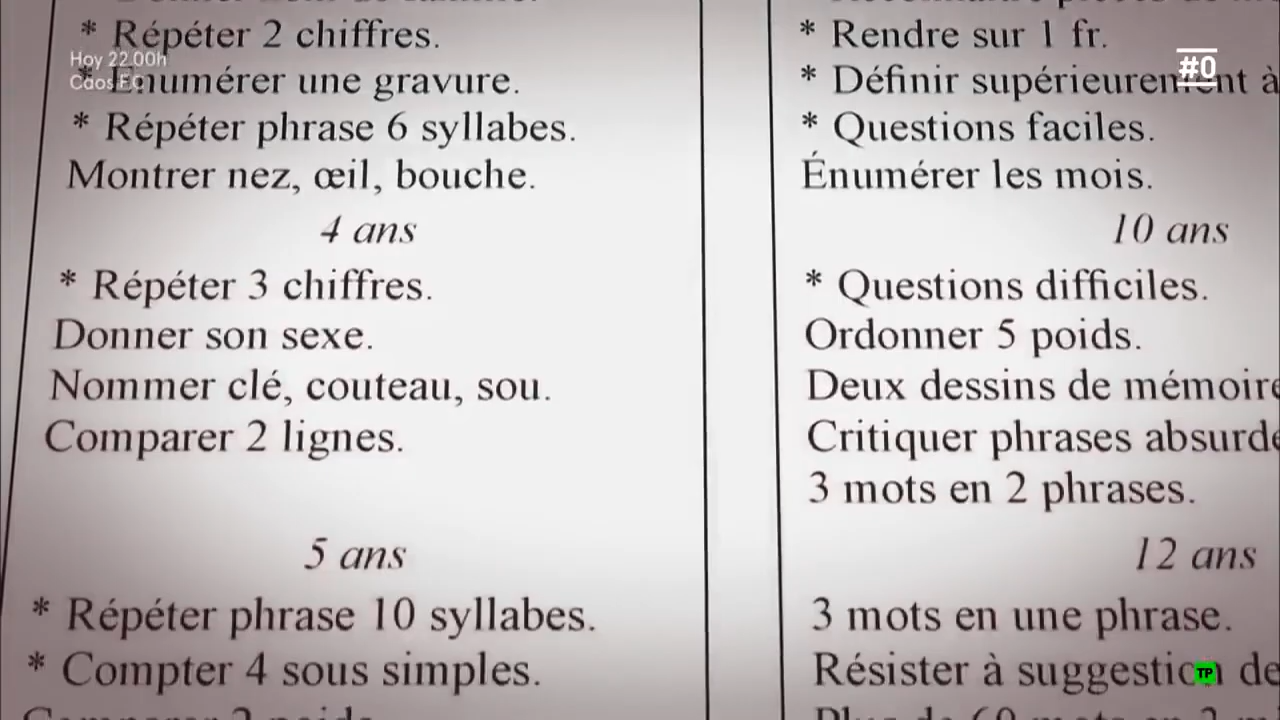 * Répéter 2 chiffres.
* Énumérer une gravure.
* Répéter phrase 6 syllabes.
Montrer nez, œil, bouche.
4 ans
* Répéter 3 chiffres.
Donner son sexe.
Nommer clé, couteau, sou.
Comparer 2 lignes.
5 ans
* Répéter phrase 10 syllabes.
* Compter 4 sous simples.
* Rendre sur 1 fr.
* Définir supérieurement à
* Questions faciles.
Énumérer les mois.
10 ans
* Questions difficiles.
Ordonner 5 poids.
Deux dessins de mémoire
Critiquer phrases absurde
3 mots en 2 phrases.
12 ans
3 mots en une phrase.
Résister à suggestion de
Hoy 22.00h
Caos F.C.
#0
TP